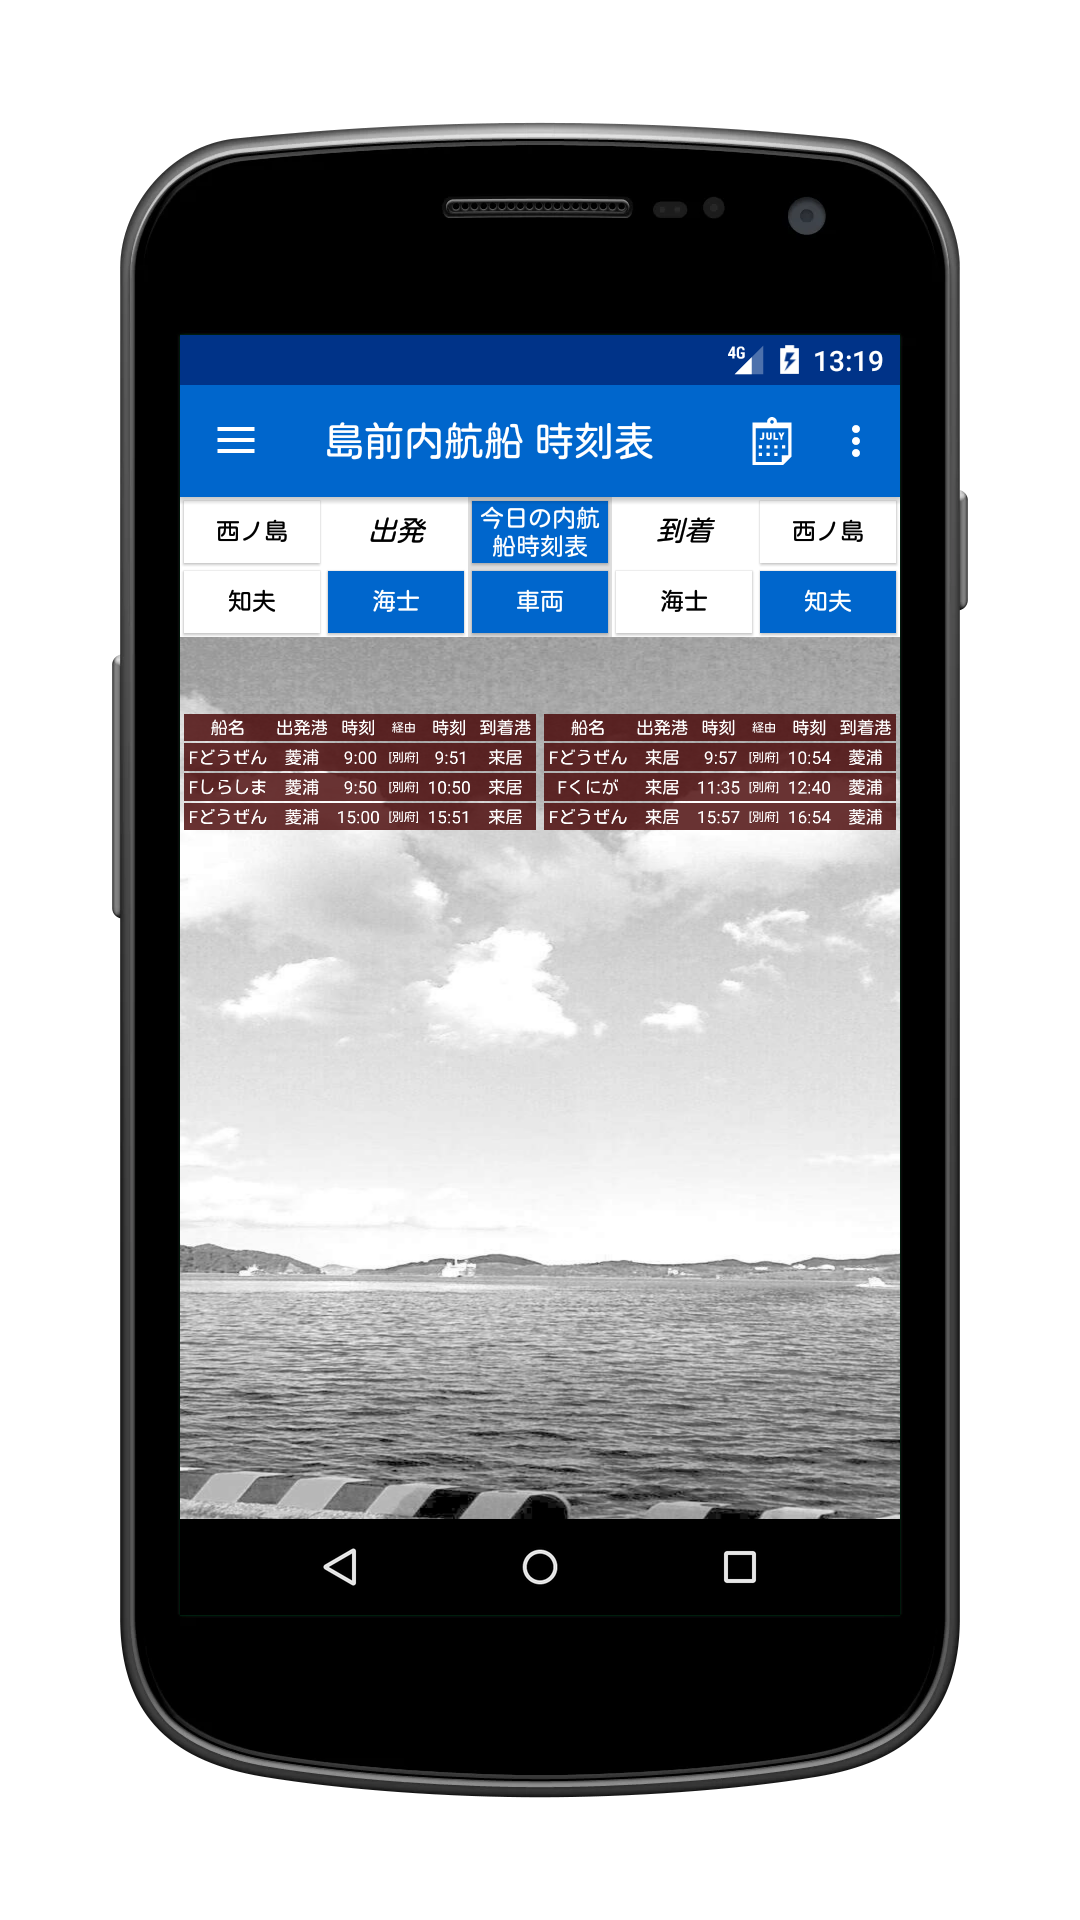 4G 13:19
島前内航船 時刻表 JULY
西ノ島 出発 今日の内航船時刻表 到着 西ノ島
知夫 海士 車両 海士 知夫
船名 出発港 時刻 経由 時刻 到着港 船名 出発港 時刻 経由 時刻 到着港
Fどうぜん 菱浦 9:00 [別府] 9:51 来居 Fどうぜん 来居 9:57 [別府] 10:54 菱浦
Fしらしま 菱浦 9:50 [別府] 10:50 来居 Fくにが 来居 11:35 [別府] 12:40 菱浦
Fどうぜん 菱浦 15:00 [別府] 15:51 来居 Fどうぜん 来居 15:57 [別府] 16:54 菱浦